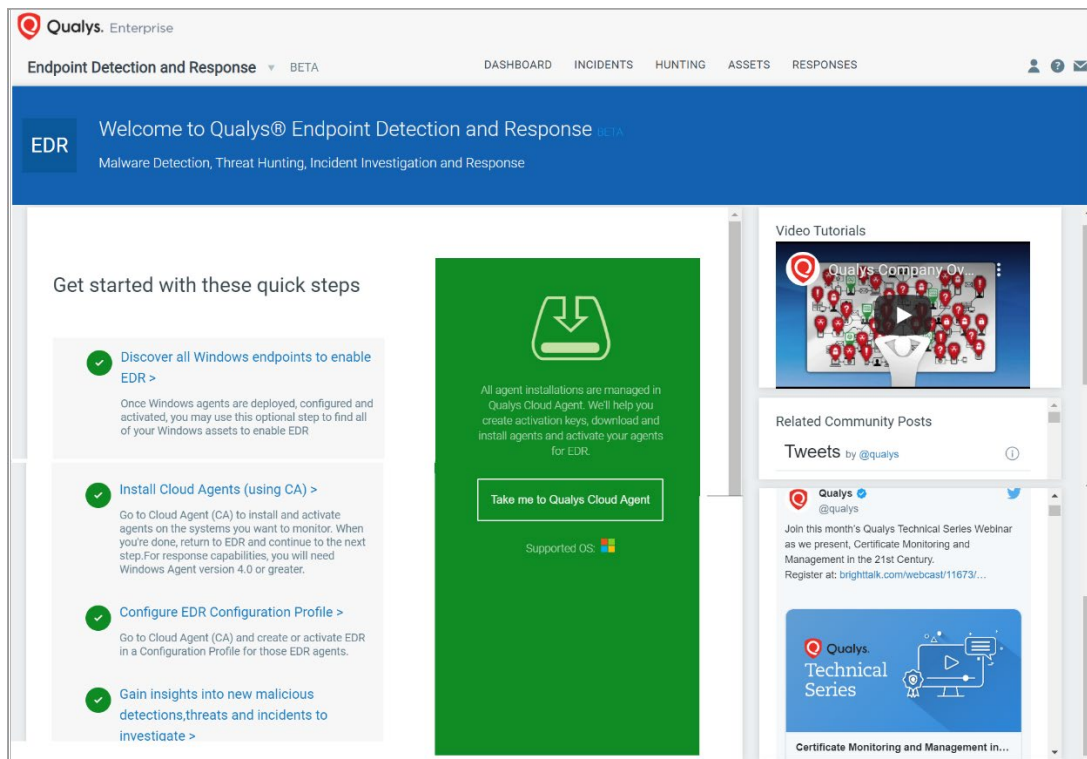 Qualys. Enterprise
Endpoint Detection and Response BETA
DASHBOARD INCIDENTS HUNTING ASSETS RESPONSES
EDR
Welcome to Qualys® Endpoint Detection and Response BETA
Malware Detection, Threat Hunting, Incident Investigation and Response
Get started with these quick steps
Discover all Windows endpoints to enable
EDR >
Once Windows agents are deployed, configured and
activated, you may use this optional step to find all
of your Windows assets to enable EDR
Install Cloud Agents (using CA) >
Go to Cloud Agent (CA) to install and activate
agents on the systems you want to monitor. When
you're done, return to EDR and continue to the next
step.For response capabilities, you will need
Windows Agent version 4.0 or greater.
Configure EDR Configuration Profile >
Go to Cloud Agent (CA) and create or activate EDR
in a Configuration Profile for those EDR agents.
Gain insights into new malicious
detections,threats and incidents to
investigate >
All agent installations are managed in
Qualys Cloud Agent. We'll help you
create activation keys, download and
install agents and activate your agents
for EDR.
Take me to Qualys Cloud Agent
Supported OS:
Video Tutorials
Qualys Company Ov...
Related Community Posts
Tweets by @qualys
Qualys
@qualys
Join this month's Qualys Technical Series Webinar
as we present, Certificate Monitoring and
Management in the 21st Century.
Register at: brighttalk.com/webcast/11673/...
Qualys.
Technical
Series
Certificate Monitoring and Management in...